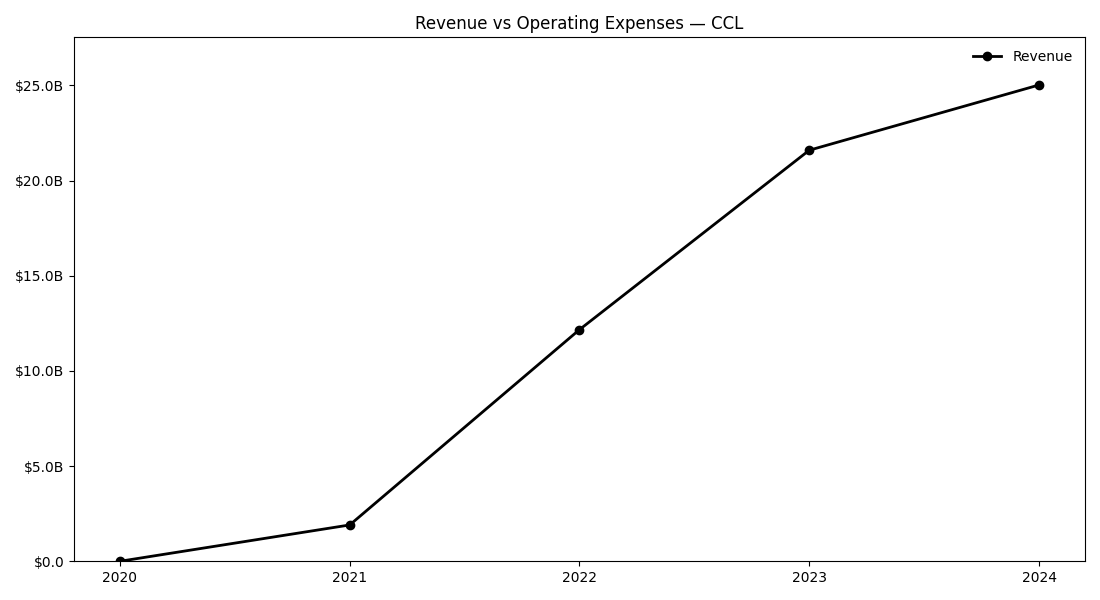 Revenue vs Operating Expenses — CCL
Revenue
$25.0B
$20.0B
$15.0B
$10.0B
$5.0B
$0.0
2020 2021 2022 2023 2024